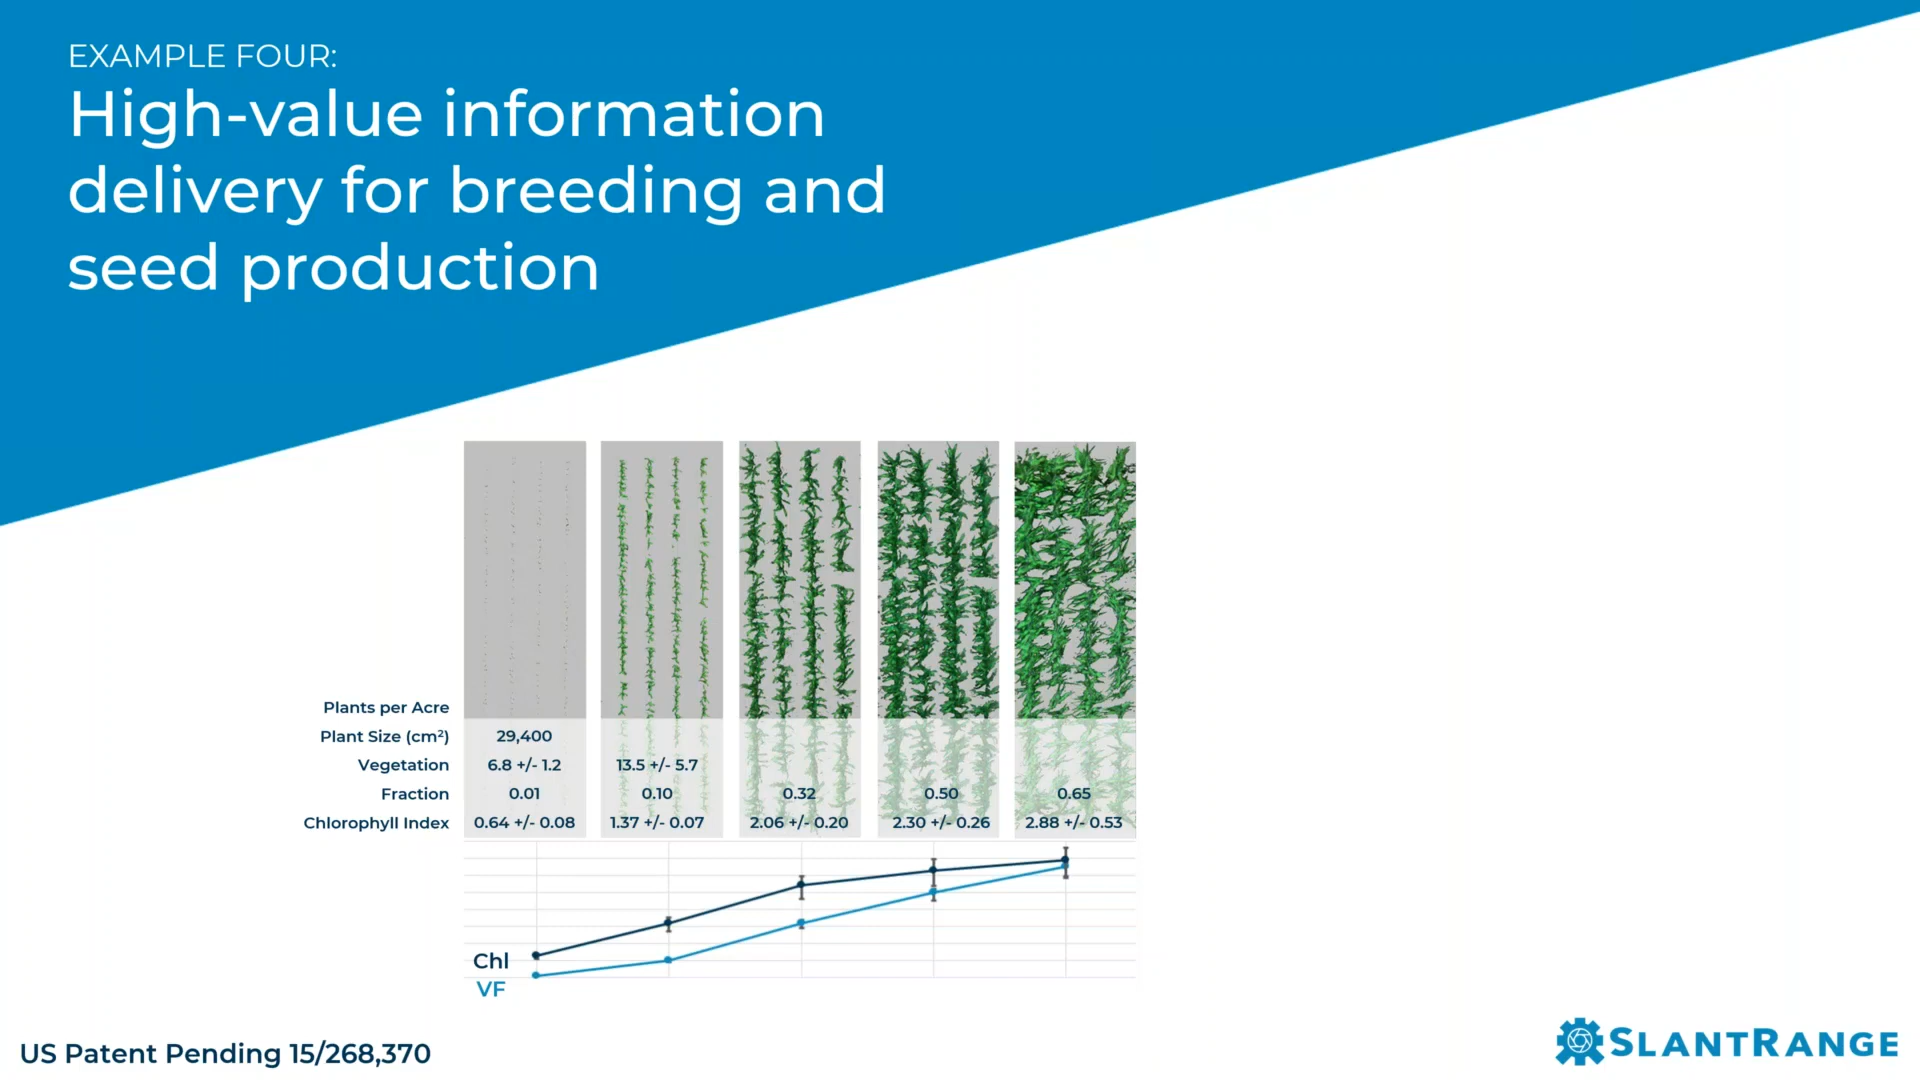 EXAMPLE FOUR:
High-value information
delivery for breeding and
seed production
Plants per Acre
Plant Size (cm²) 29,400
Vegetation 6.8 +/- 1.2 13.5 +/- 5.7
Fraction 0.01 0.10 0.32 0.50 0.65
Chlorophyll Index 0.64 +/- 0.08 1.37 +/- 0.07 2.06 +/- 0.20 2.30 +/- 0.26 2.88 +/- 0.53
Chl
VF
US Patent Pending 15/268,370
SLANTRANGE